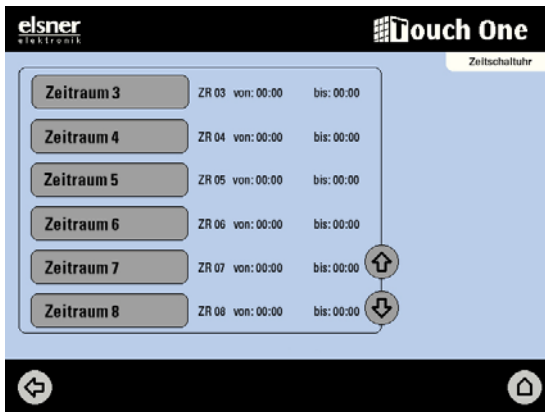 elsner
elektronik
Touch One
Zeitschaltuhr
Zeitraum 3 ZR 03 von: 00:00 bis: 00:00
Zeitraum 4 ZR 04 von: 00:00 bis: 00:00
Zeitraum 5 ZR 05 von: 00:00 bis: 00:00
Zeitraum 6 ZR 06 von: 00:00 bis: 00:00
Zeitraum 7 ZR 07 von: 00:00 bis: 00:00
Zeitraum 8 ZR 08 von: 00:00 bis: 00:00